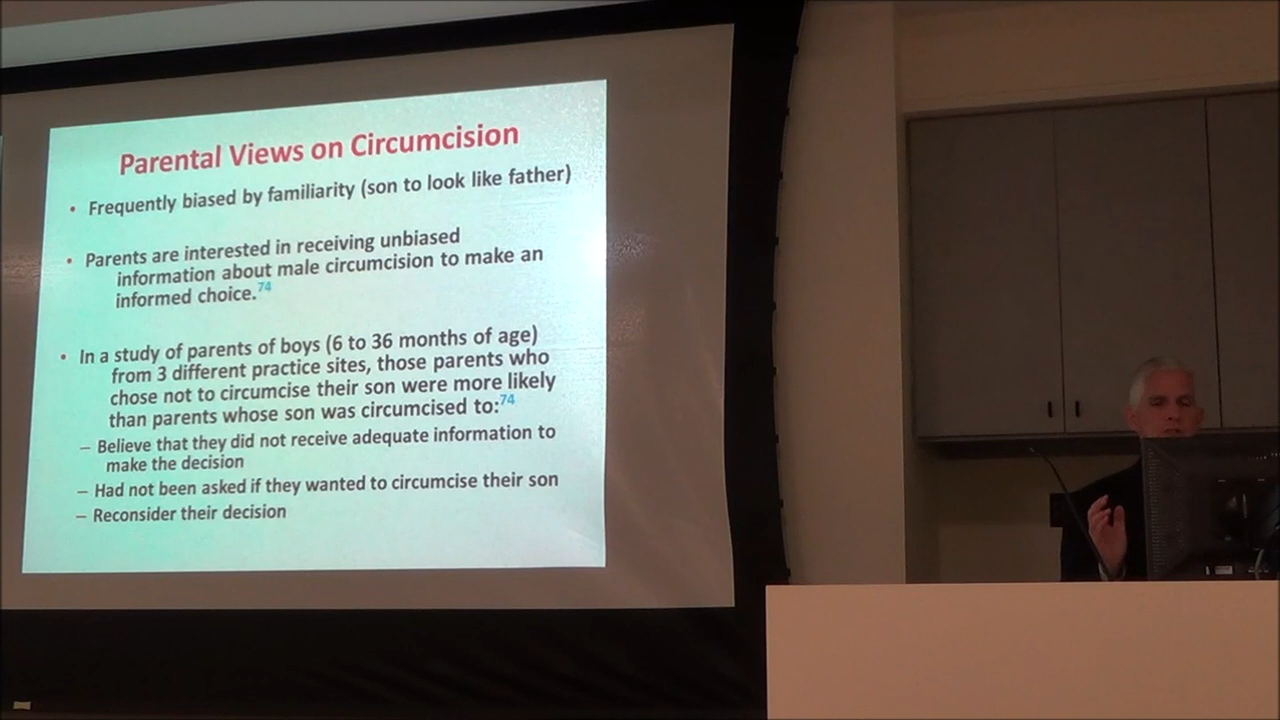 Parental Views on Circumcision
• Frequently biased by familiarity (son to look like father)
• Parents are interested in receiving unbiased
information about male circumcision to make an
informed choice.74
• In a study of parents of boys (6 to 36 months of age)
from 3 different practice sites, those parents who
chose not to circumcise their son were more likely
than parents whose son was circumcised to:74
– Believe that they did not receive adequate information to
make the decision
– Had not been asked if they wanted to circumcise their son
– Reconsider their decision